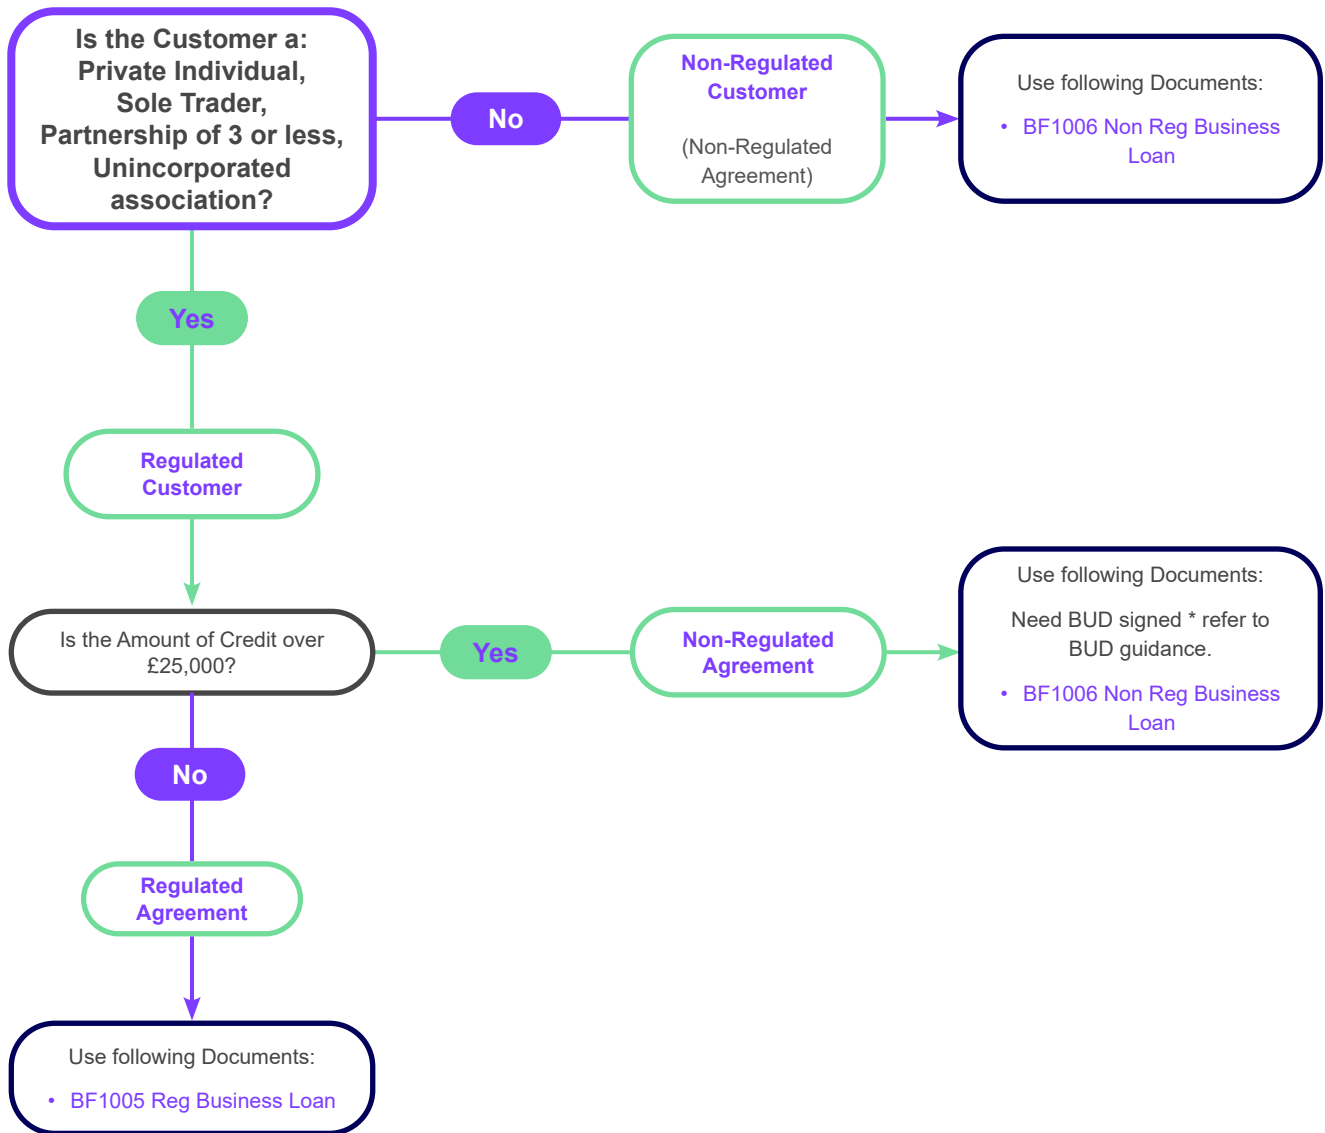 Is the Customer a:
Private Individual,
Sole Trader,
Partnership of 3 or less,
Unincorporated
association?
No
Non-Regulated
Customer
(Non-Regulated
Agreement)
Use following Documents:
• BF1006 Non Reg Business
Loan
Yes
Regulated
Customer
Is the Amount of Credit over
£25,000?
Yes
Non-Regulated
Agreement
Use following Documents:
Need BUD signed * refer to
BUD guidance.
• BF1006 Non Reg Business
Loan
No
Regulated
Agreement
Use following Documents:
• BF1005 Reg Business Loan